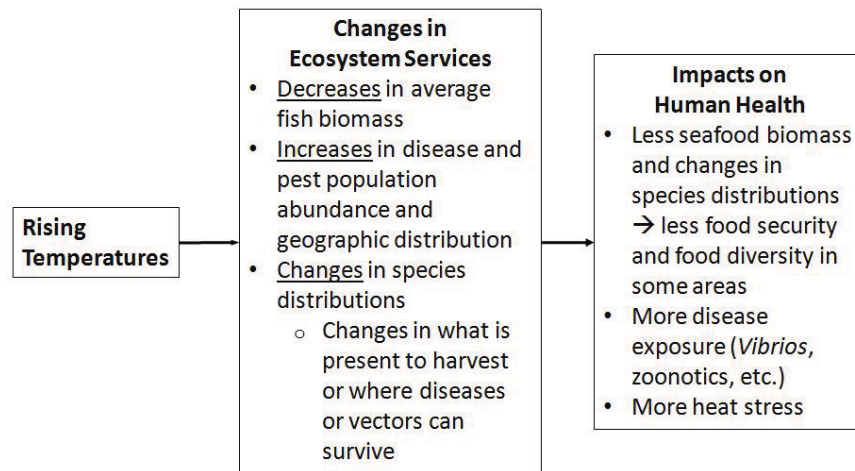 Rising
Temperatures
Changes in
Ecosystem Services
• Decreases in average
fish biomass
• Increases in disease and
pest population
abundance and
geographic distribution
• Changes in species
distributions
o Changes in what is
present to harvest
or where diseases
or vectors can
survive
Impacts on
Human Health
• Less seafood biomass
and changes in
species distributions
→ less food security
and food diversity in
some areas
• More disease
exposure (Vibrios,
zoonotics, etc.)
• More heat stress